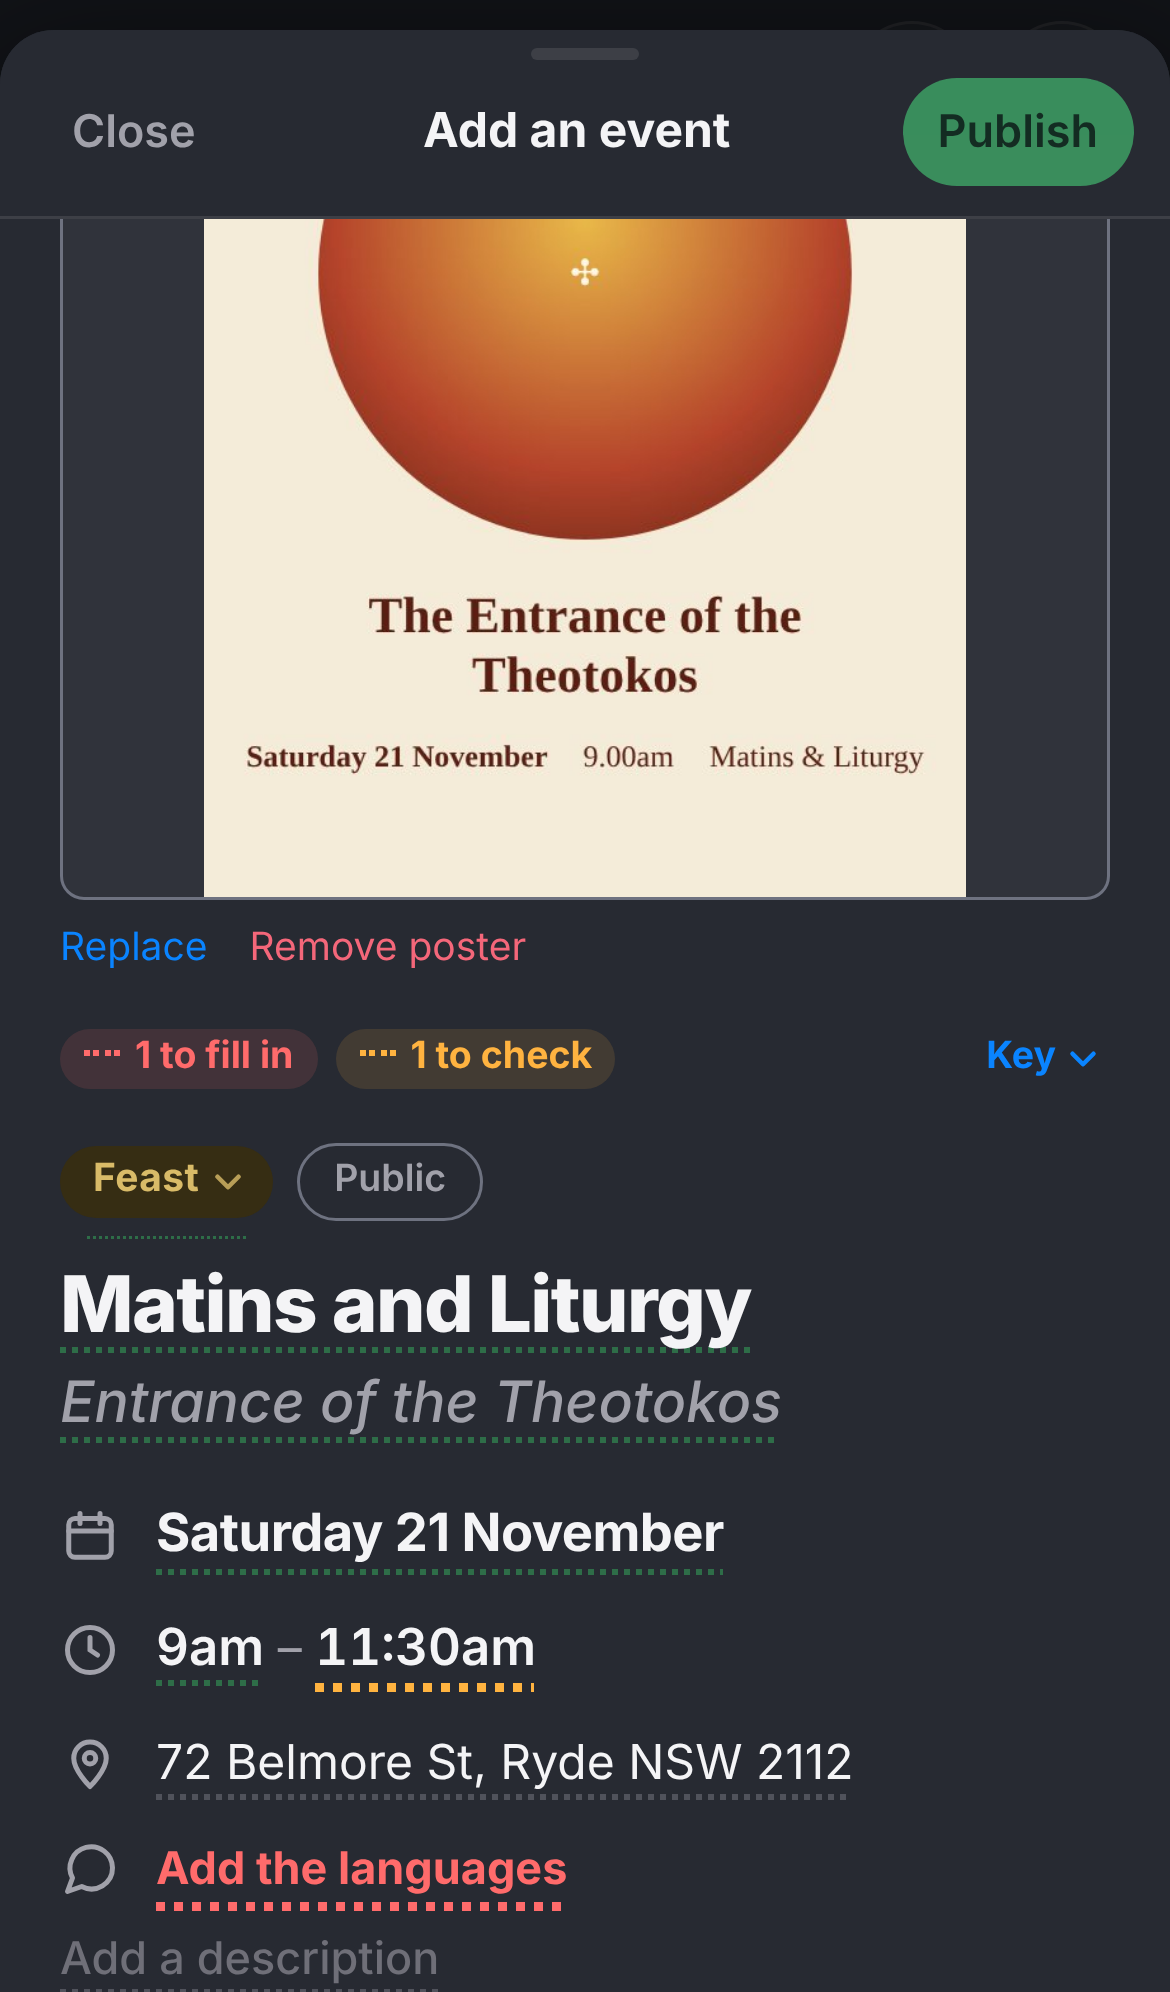 Close
Add an event
Publish
The Entrance of the
Theotokos
Saturday 21 November 9.00am Matins & Liturgy
Replace
Remove poster
1 to fill in
1 to check
Key
Feast
Public
Matins and Liturgy
Entrance of the Theotokos
Saturday 21 November
9am – 11:30am
72 Belmore St, Ryde NSW 2112
Add the languages
Add a description